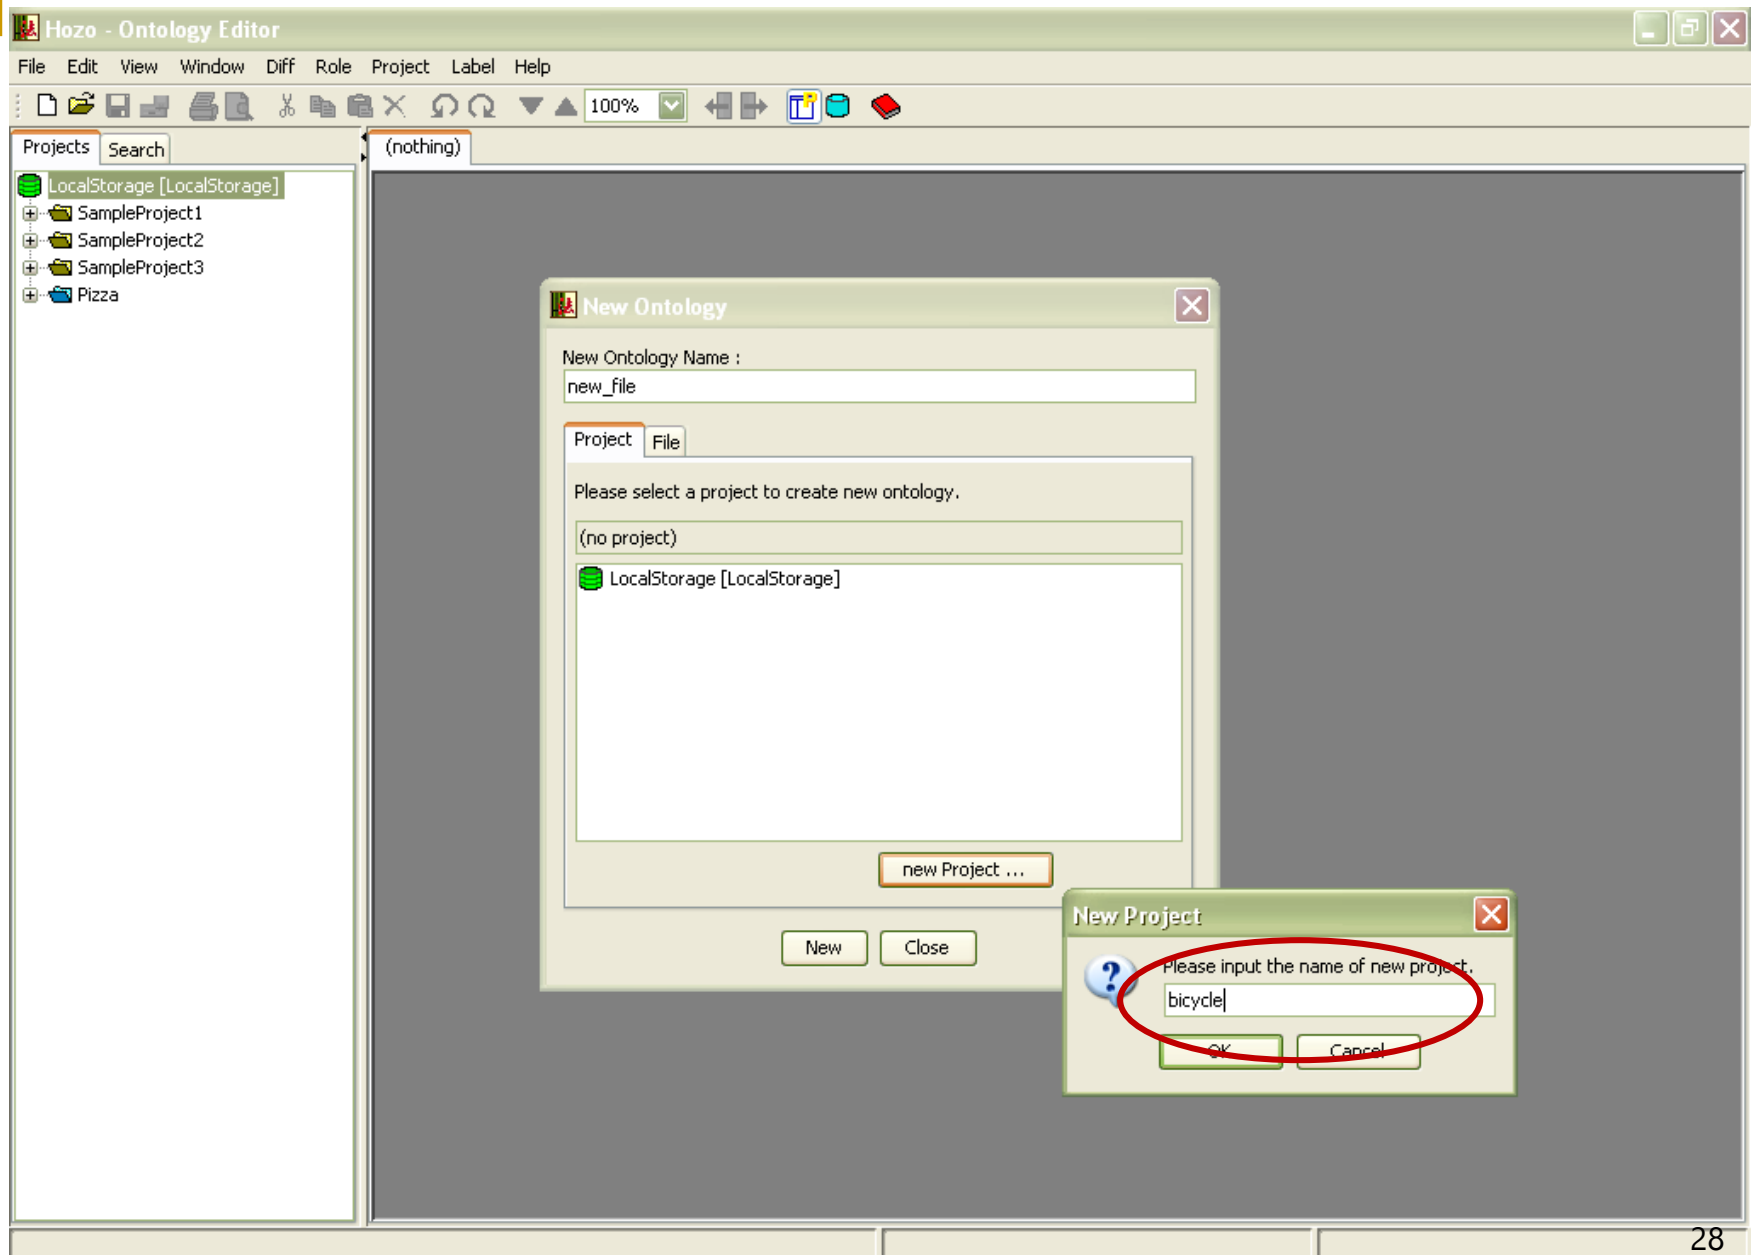 Hozo - Ontology Editor
File Edit View Window Diff Role Project Label Help
100%
Projects Search
(nothing)
LocalStorage [LocalStorage]
SampleProject1
SampleProject2
SampleProject3
Pizza
New Ontology
New Ontology Name :
new_file
Project File
Please select a project to create new ontology.
(no project)
LocalStorage [LocalStorage]
new Project ...
New Close
New Project
Please input the name of new project.
bicycle
OK Cancel
28